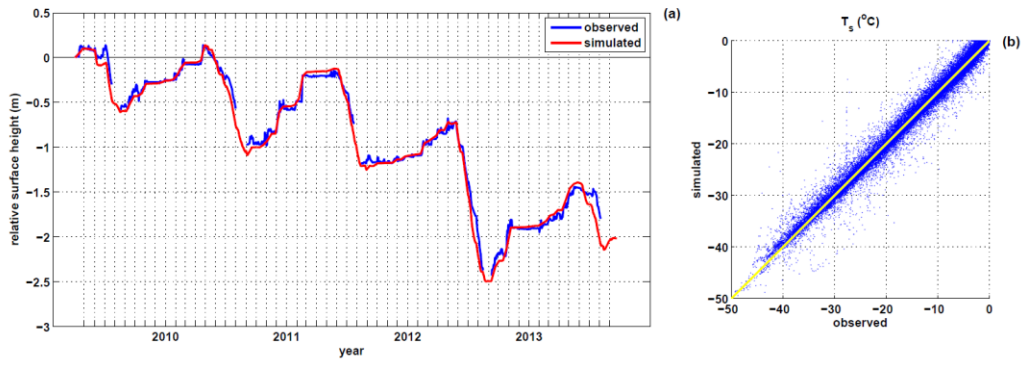 (a)
0.5
0
−0.5
−1
−1.5
−2
−2.5
−3
relative surface height (m)
observed
simulated
2010 2011 2012 2013
year
Ts (oC)
(b)
0
−10
−20
−30
−40
−50
simulated
−50 −40 −30 −20 −10 0
observed